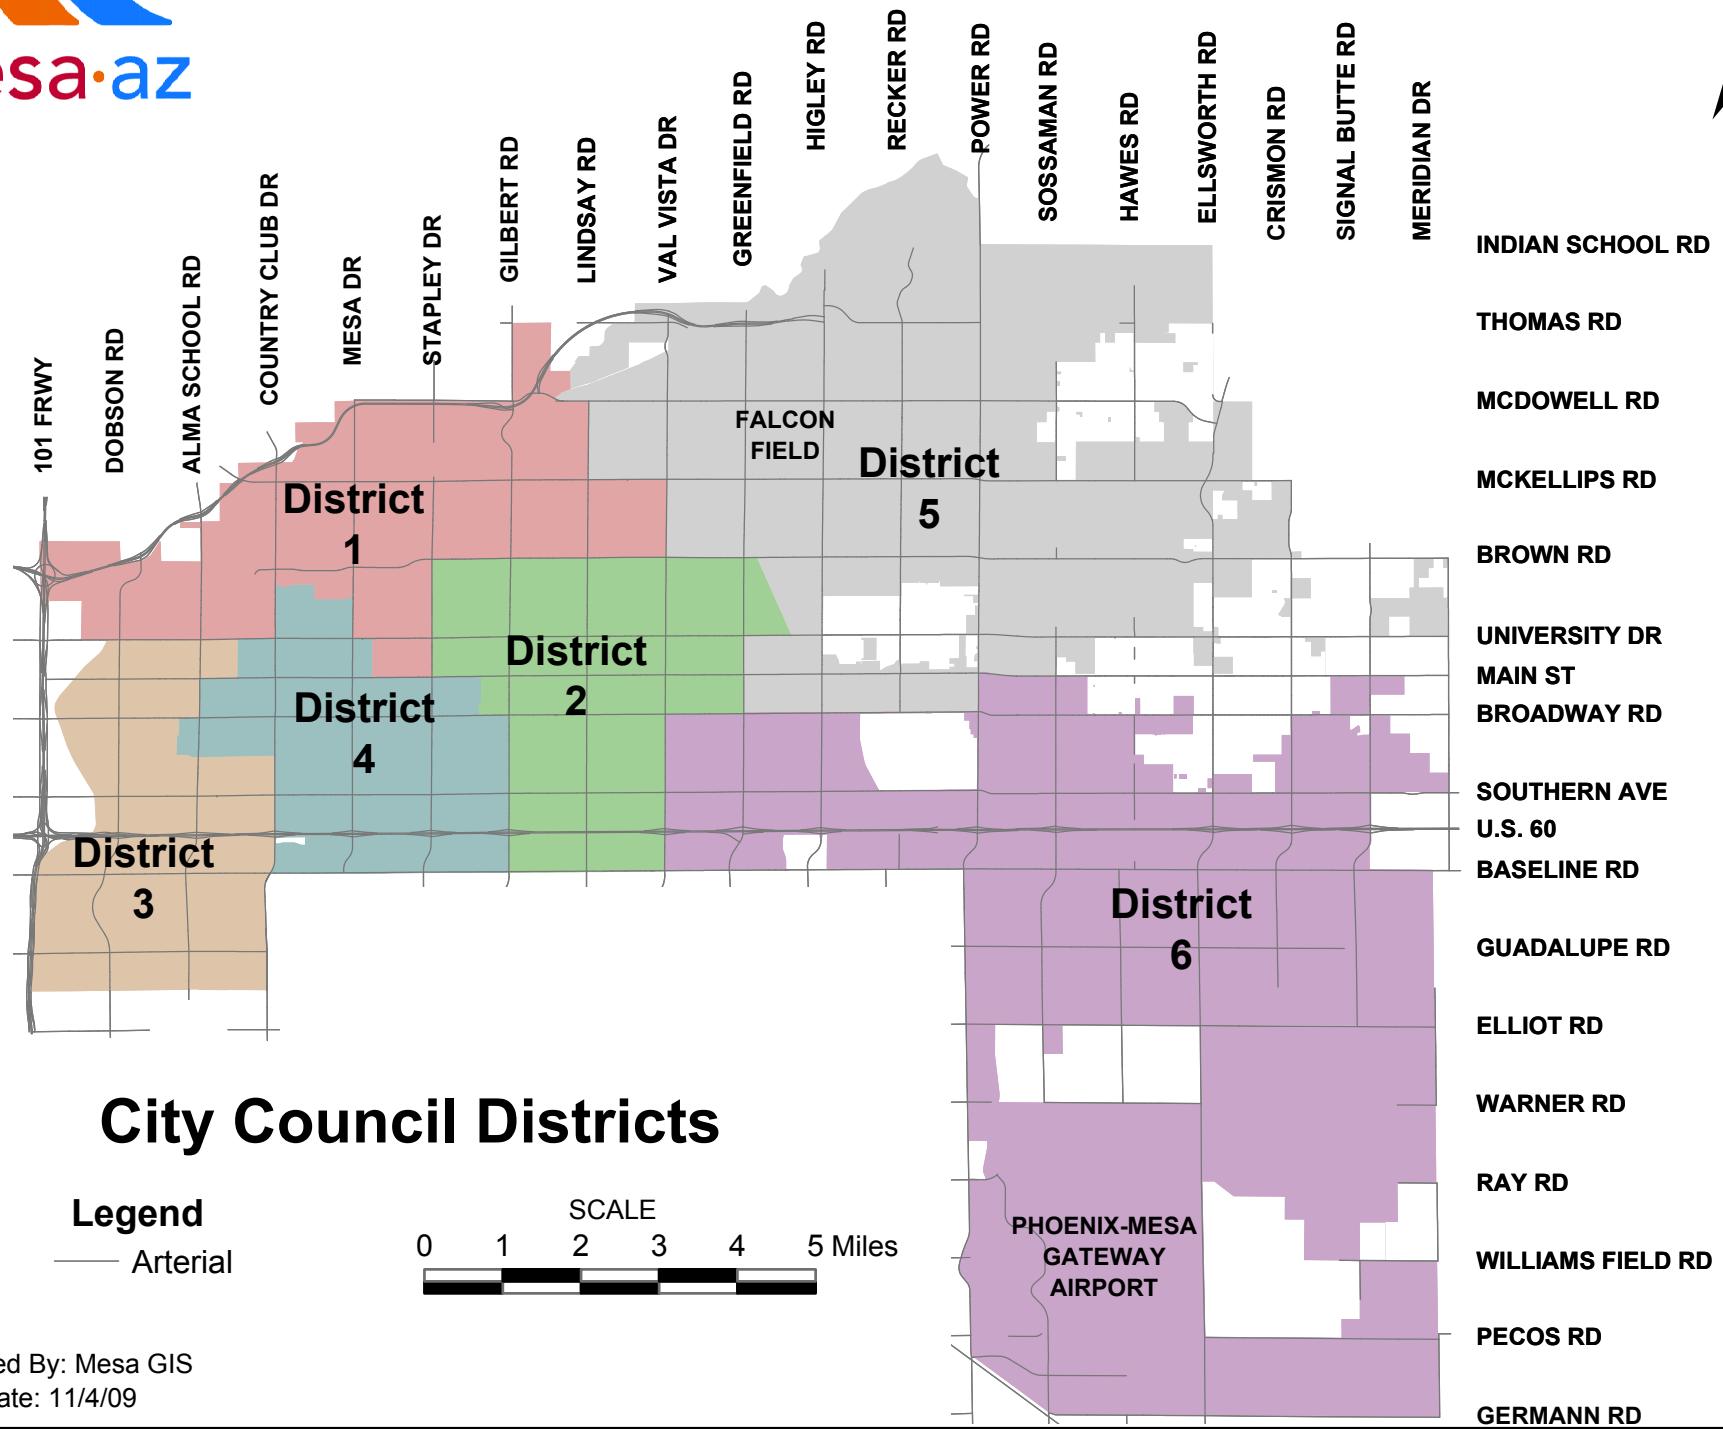 esa·az
101 FRWY
DOBSON RD
ALMA SCHOOL RD
COUNTRY CLUB DR
MESA DR
STAPLEY DR
GILBERT RD
LINDSAY RD
VAL VISTA DR
GREENFIELD RD
HIGLEY RD
RECKER RD
POWER RD
SOSSAMAN RD
HAWES RD
ELLSWORTH RD
CRISMON RD
SIGNAL BUTTE RD
MERIDIAN DR
INDIAN SCHOOL RD
THOMAS RD
MCDOWELL RD
MCKELLIPS RD
BROWN RD
UNIVERSITY DR
MAIN ST
BROADWAY RD
SOUTHERN AVE
U.S. 60
BASELINE RD
GUADALUPE RD
ELLIOT RD
WARNER RD
RAY RD
WILLIAMS FIELD RD
PECOS RD
GERMANN RD
FALCON
FIELD
District
5
District
1
District
2
District
4
District
3
District
6
PHOENIX-MESA
GATEWAY
AIRPORT
City Council Districts
Legend
Arterial
SCALE
0 1 2 3 4 5 Miles
ed By: Mesa GIS
ate: 11/4/09